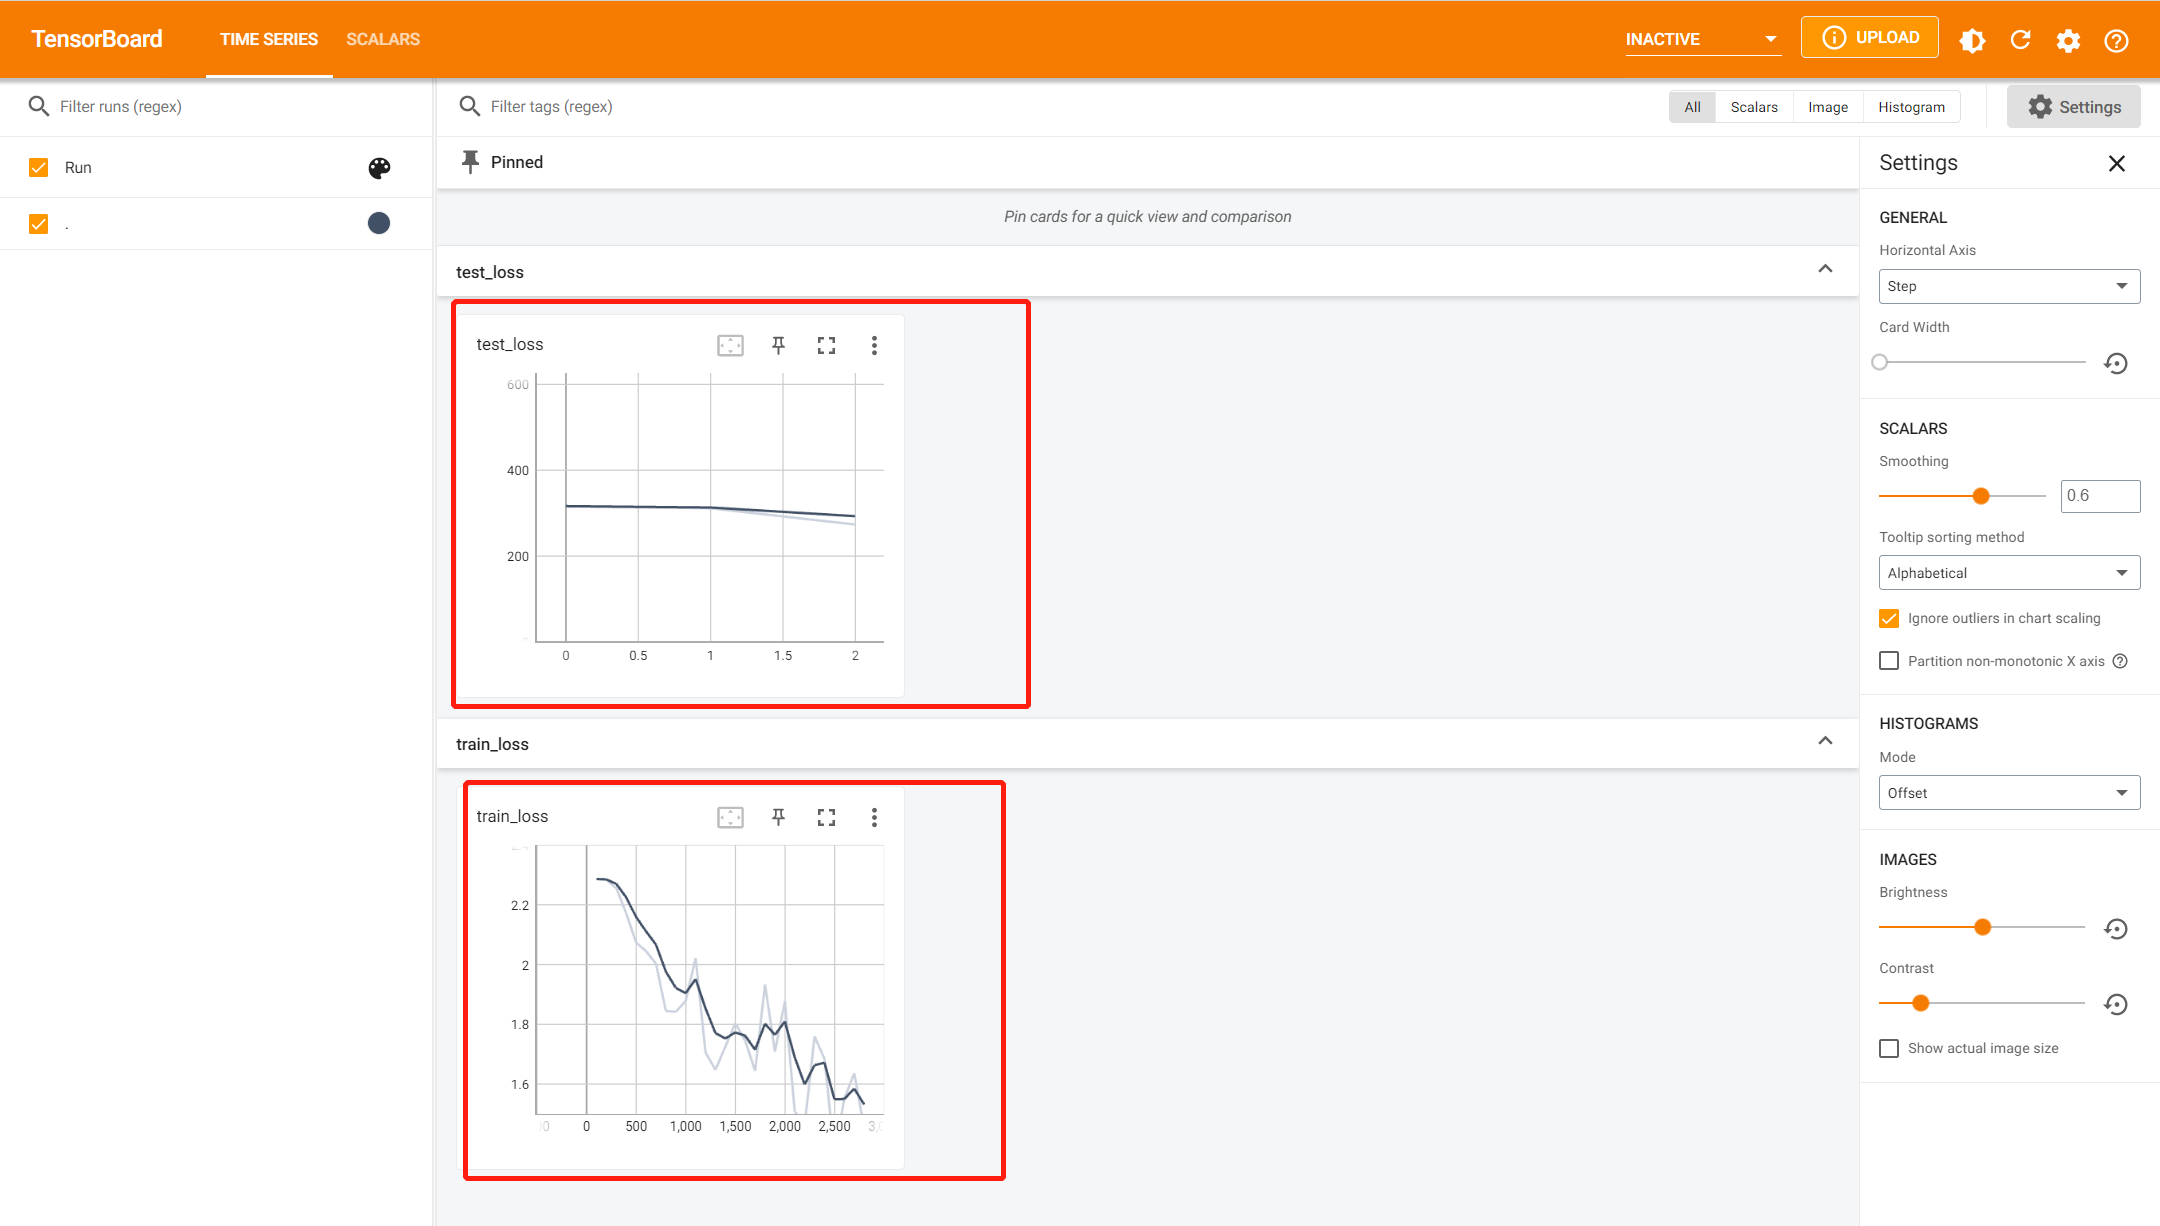 TensorBoard
TIME SERIES
SCALARS
INACTIVE
UPLOAD
Filter runs (regex)
Run
.
Filter tags (regex)
All
Scalars
Image
Histogram
Settings
Pinned
Pin cards for a quick view and comparison
test_loss
test_loss
600
400
200
0
0 0.5 1 1.5 2
train_loss
train_loss
2.2
2
1.8
1.6
0 500 1,000 1,500 2,000 2,500
Settings
GENERAL
Horizontal Axis
Step
Card Width
SCALARS
Smoothing
0.6
Tooltip sorting method
Alphabetical
Ignore outliers in chart scaling
Partition non-monotonic X axis
HISTOGRAMS
Mode
Offset
IMAGES
Brightness
Contrast
Show actual image size